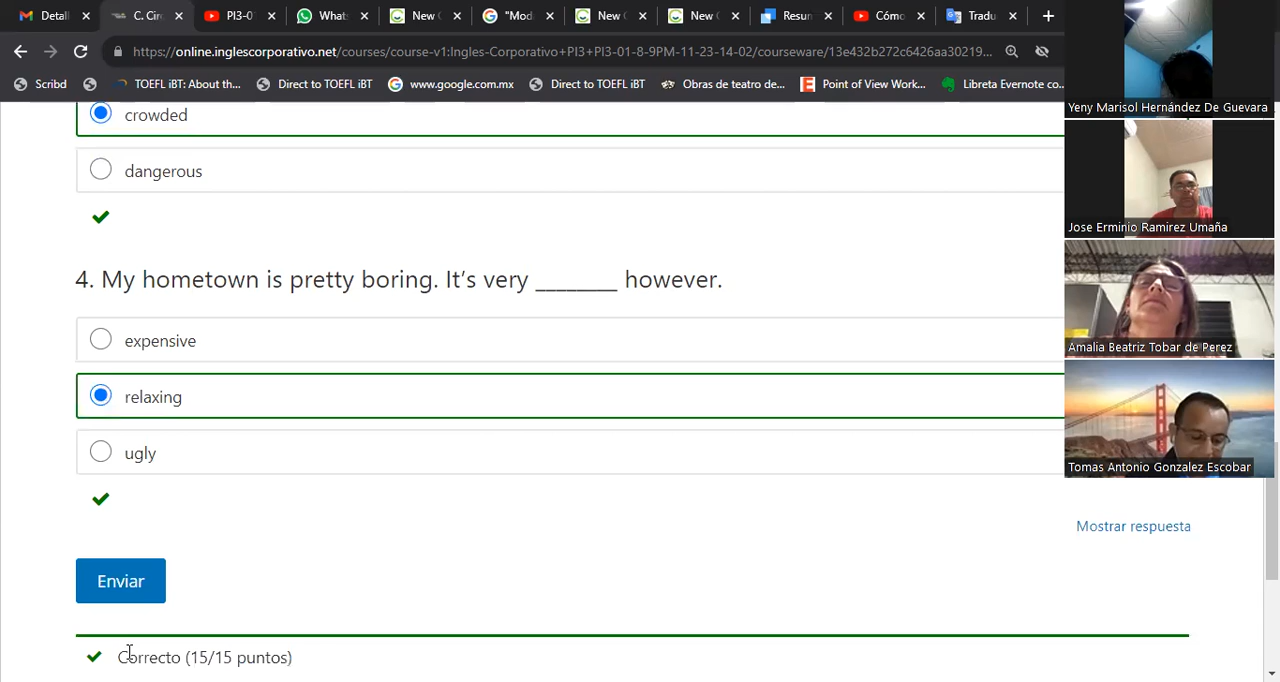 Detall
C. Circ
PI3-0
Whats
New C
"Mod
New C
New C
Resun
Cómo
Tradu
https://online.inglescorporativo.net/courses/course-v1:Ingles-Corporativo+PI3+PI3-01-8-9PM-11-23-14-02/courseware/13e432b272c6426aa30219...
Scribd
TOEFL iBT: About th...
Direct to TOEFL iBT
www.google.com.mx
Direct to TOEFL iBT
Obras de teatro de...
Point of View Work...
Libreta Evernote co...
Yeny Marisol Hernández De Guevara
crowded
dangerous
Jose Erminio Ramirez Umaña
4. My hometown is pretty boring. It’s very ________ however.
expensive
Amalia Beatriz Tobar de Perez
relaxing
ugly
Tomas Antonio Gonzalez Escobar
Mostrar respuesta
Enviar
Correcto (15/15 puntos)